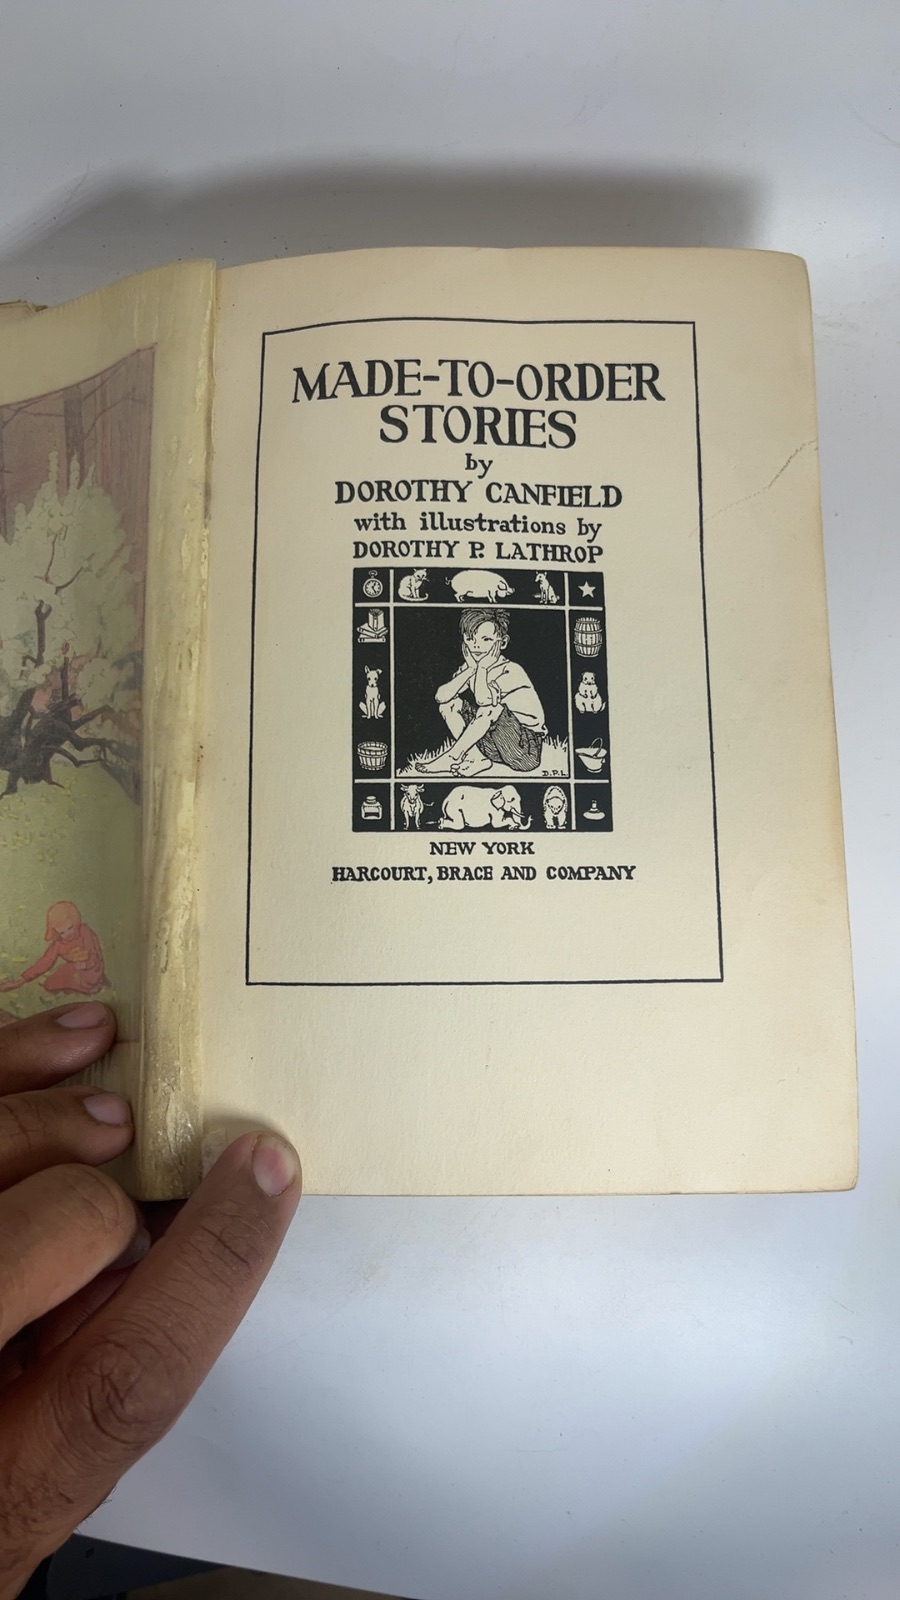 MADE-TO-ORDER
STORIES
by
DOROTHY CANFIELD
with illustrations by
DOROTHY P. LATHROP
D.P.L.
NEW YORK
HARCOURT, BRACE AND COMPANY